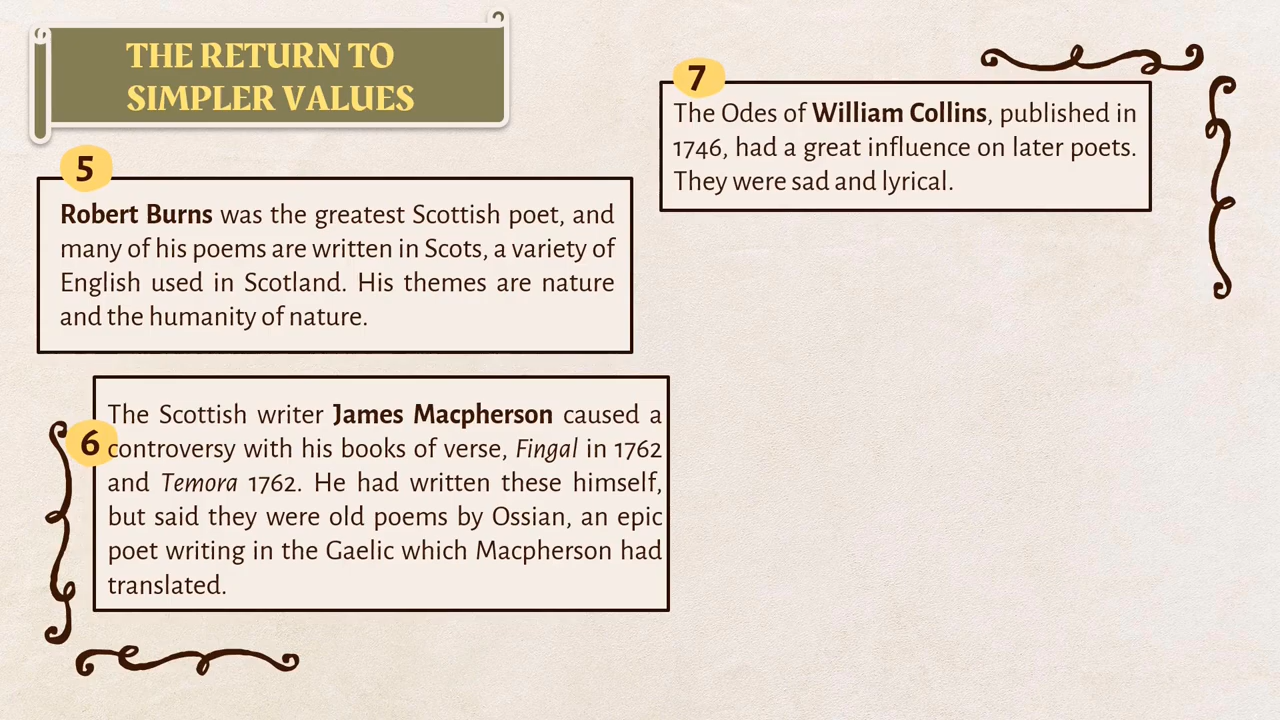 THE RETURN TO
SIMPLER VALUES
5
Robert Burns was the greatest Scottish poet, and
many of his poems are written in Scots, a variety of
English used in Scotland. His themes are nature
and the humanity of nature.
6
The Scottish writer James Macpherson caused a
controversy with his books of verse, Fingal in 1762
and Temora 1762. He had written these himself,
but said they were old poems by Ossian, an epic
poet writing in the Gaelic which Macpherson had
translated.
7
The Odes of William Collins, published in
1746, had a great influence on later poets.
They were sad and lyrical.